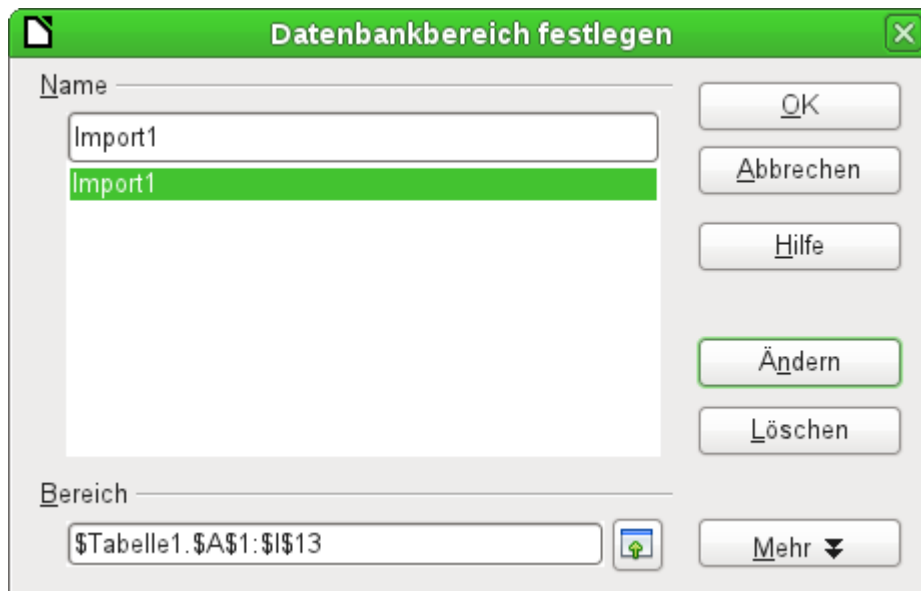 Datenbankbereich festlegen
Name
Import1
Import1
OK
Abbrechen
Hilfe
Ändern
Löschen
Bereich
$Tabelle1.$A$1:$I$13
Mehr